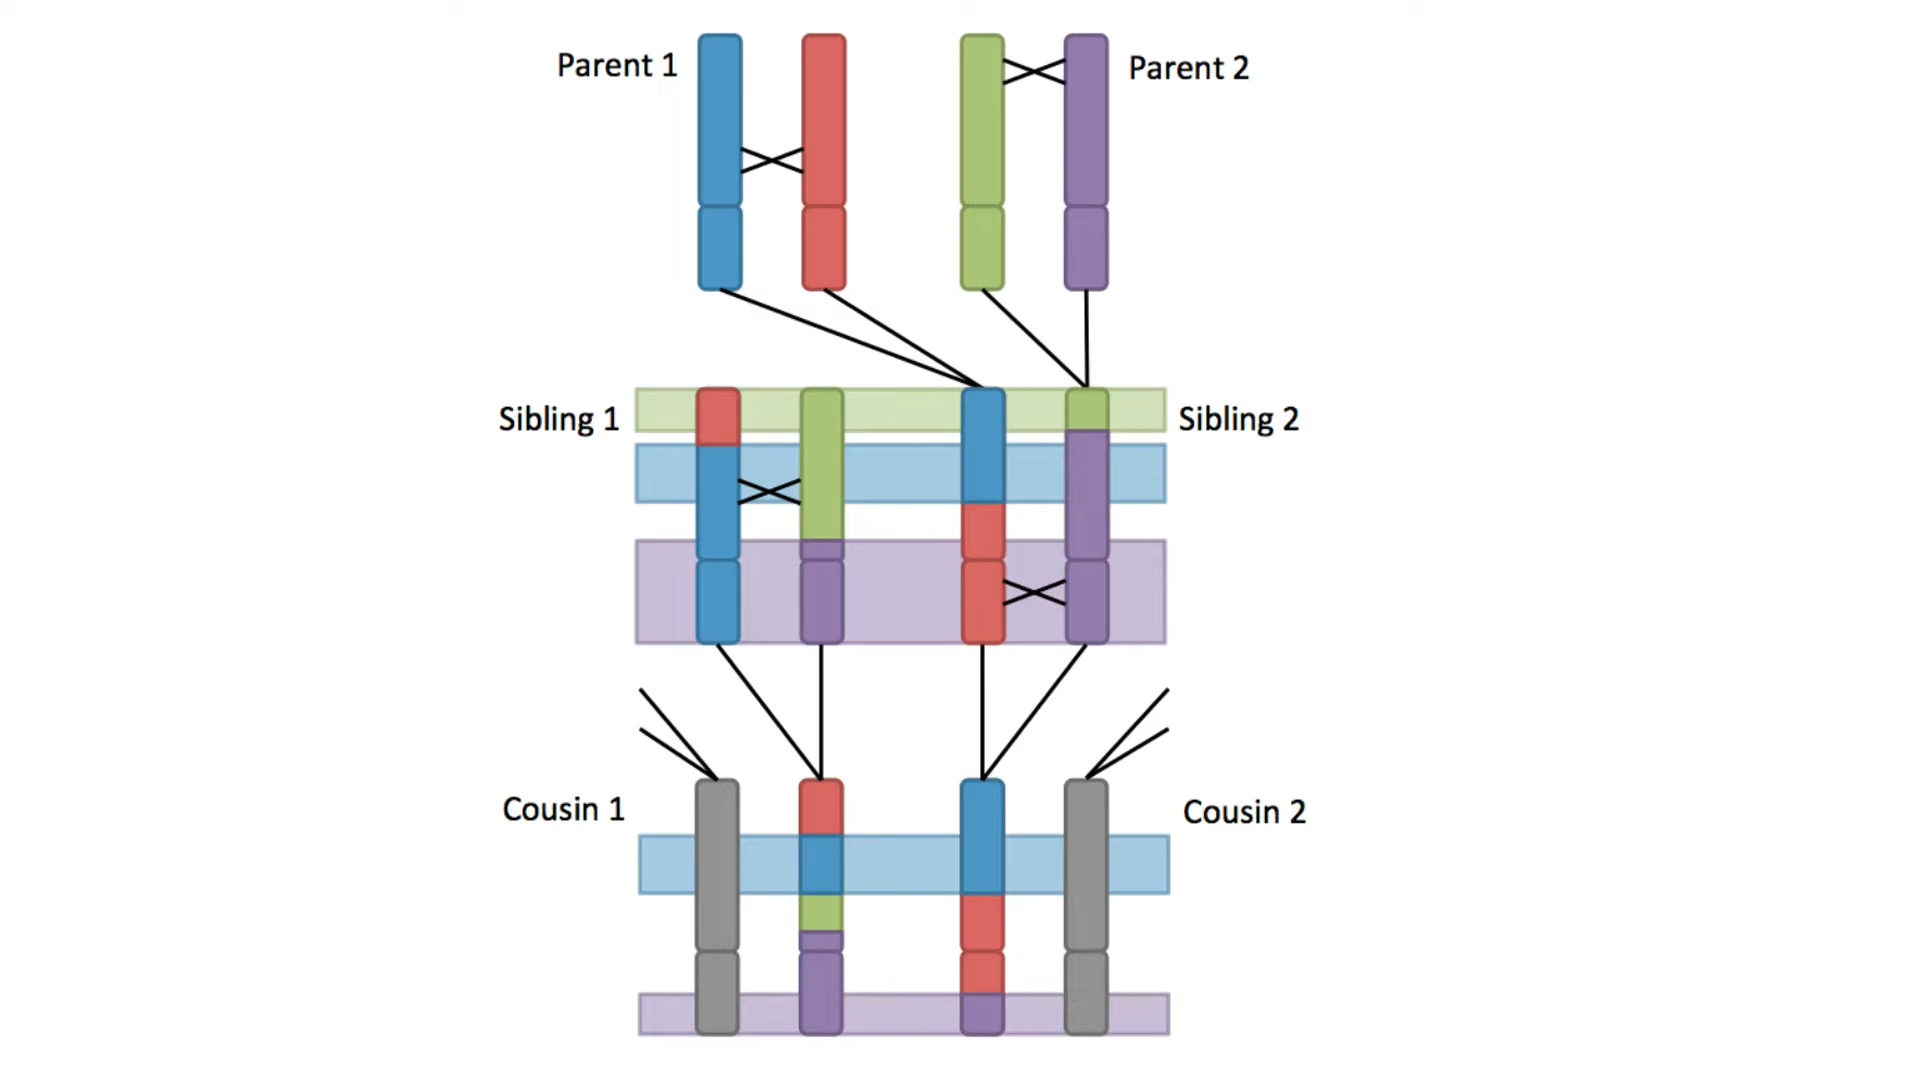 Parent 1
Parent 2
Sibling 1
Sibling 2
Cousin 1
Cousin 2